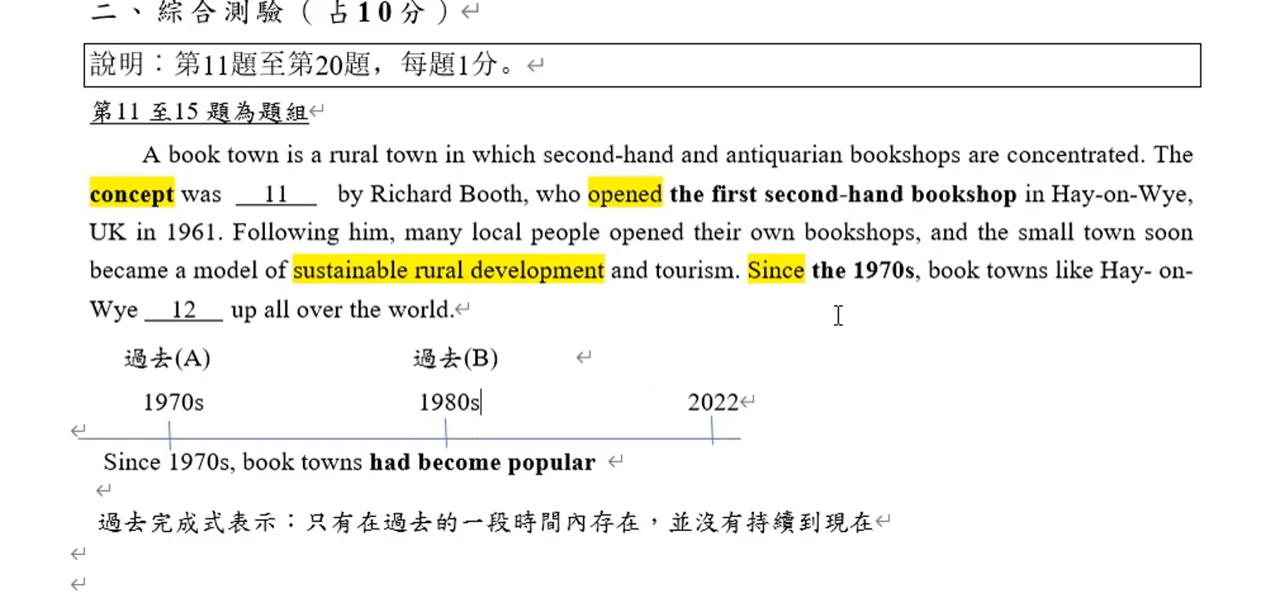 二、綜合測驗（占10分）
說明：第11題至第20題，每題1分。
第11 至15 題為題組
A book town is a rural town in which second-hand and antiquarian bookshops are concentrated. The
concept was 11 by Richard Booth, who opened the first second-hand bookshop in Hay-on-Wye,
UK in 1961. Following him, many local people opened their own bookshops, and the small town soon
became a model of sustainable rural development and tourism. Since the 1970s, book towns like Hay- on-
Wye 12 up all over the world.
過去(A) 過去(B)
1970s 1980s 2022
Since 1970s, book towns had become popular
過去完成式表示：只有在過去的一段時間內存在，並沒有持續到現在